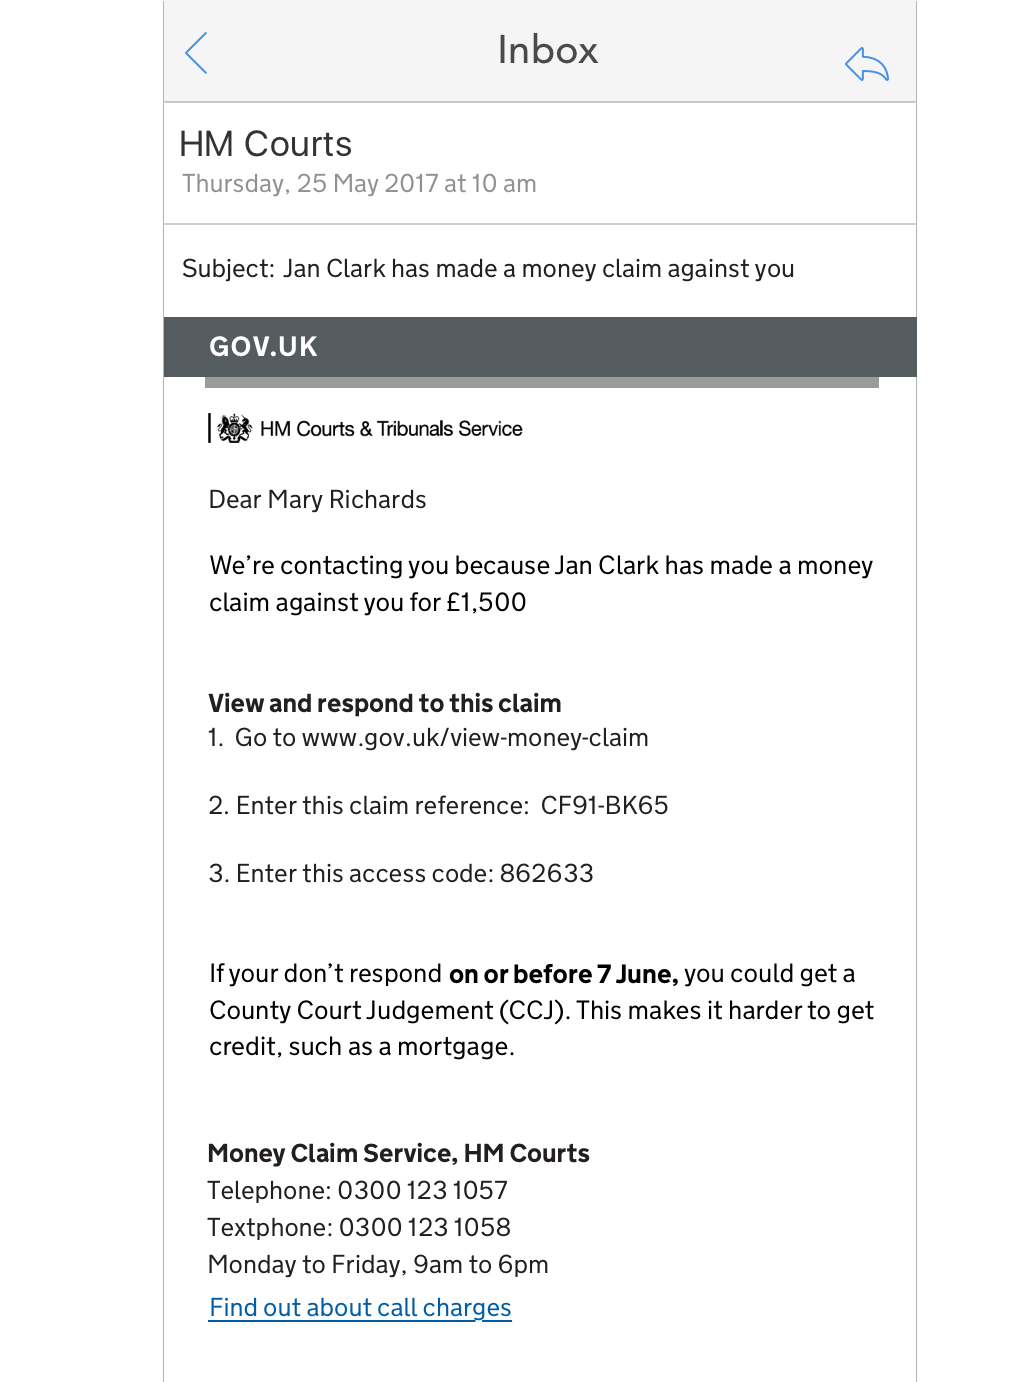 Inbox
HM Courts
Thursday, 25 May 2017 at 10 am
Subject: Jan Clark has made a money claim against you
GOV.UK
HM Courts & Tribunals Service
Dear Mary Richards
We're contacting you because Jan Clark has made a money
claim against you for £1,500
View and respond to this claim
1. Go to www.gov.uk/view-money-claim
2. Enter this claim reference: CF91-BK65
3. Enter this access code: 862633
If your don't respond on or before 7 June, you could get a
County Court Judgement (CCJ). This makes it harder to get
credit, such as a mortgage.
Money Claim Service, HM Courts
Telephone: 0300 123 1057
Textphone: 0300 123 1058
Monday to Friday, 9am to 6pm
Find out about call charges